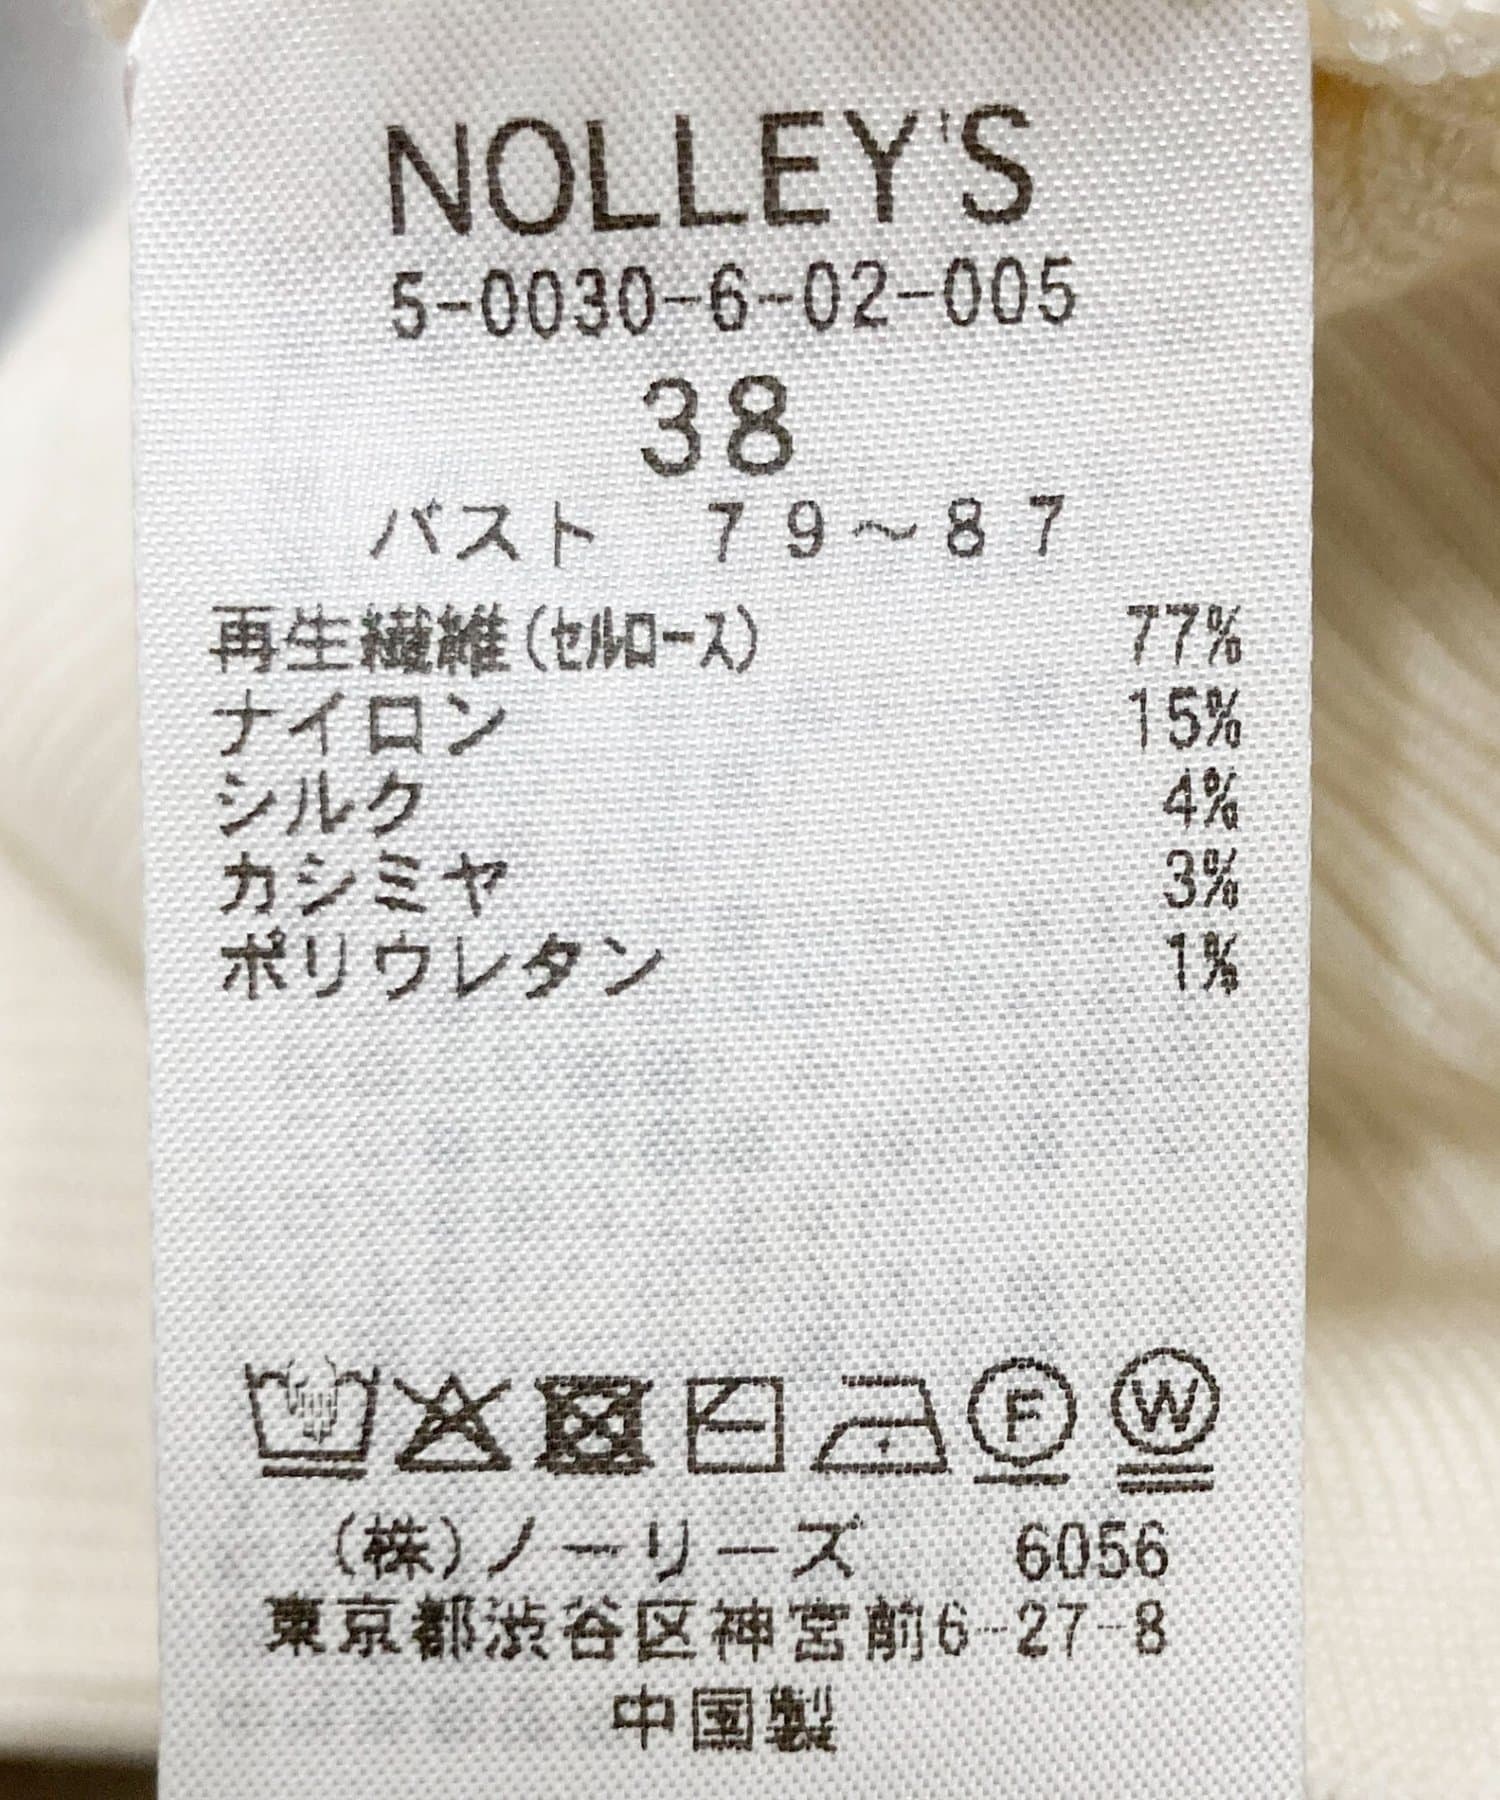 NOLLEY'S
5-0030-6-02-005
38
バスト 79～87
再生繊維(セルロース) 77%
ナイロン 15%
シルク 4%
カシミヤ 3%
ポリウレタン 1%
F W
(株)ノーリーズ 6056
東京都渋谷区神宮前6-27-8
中国製